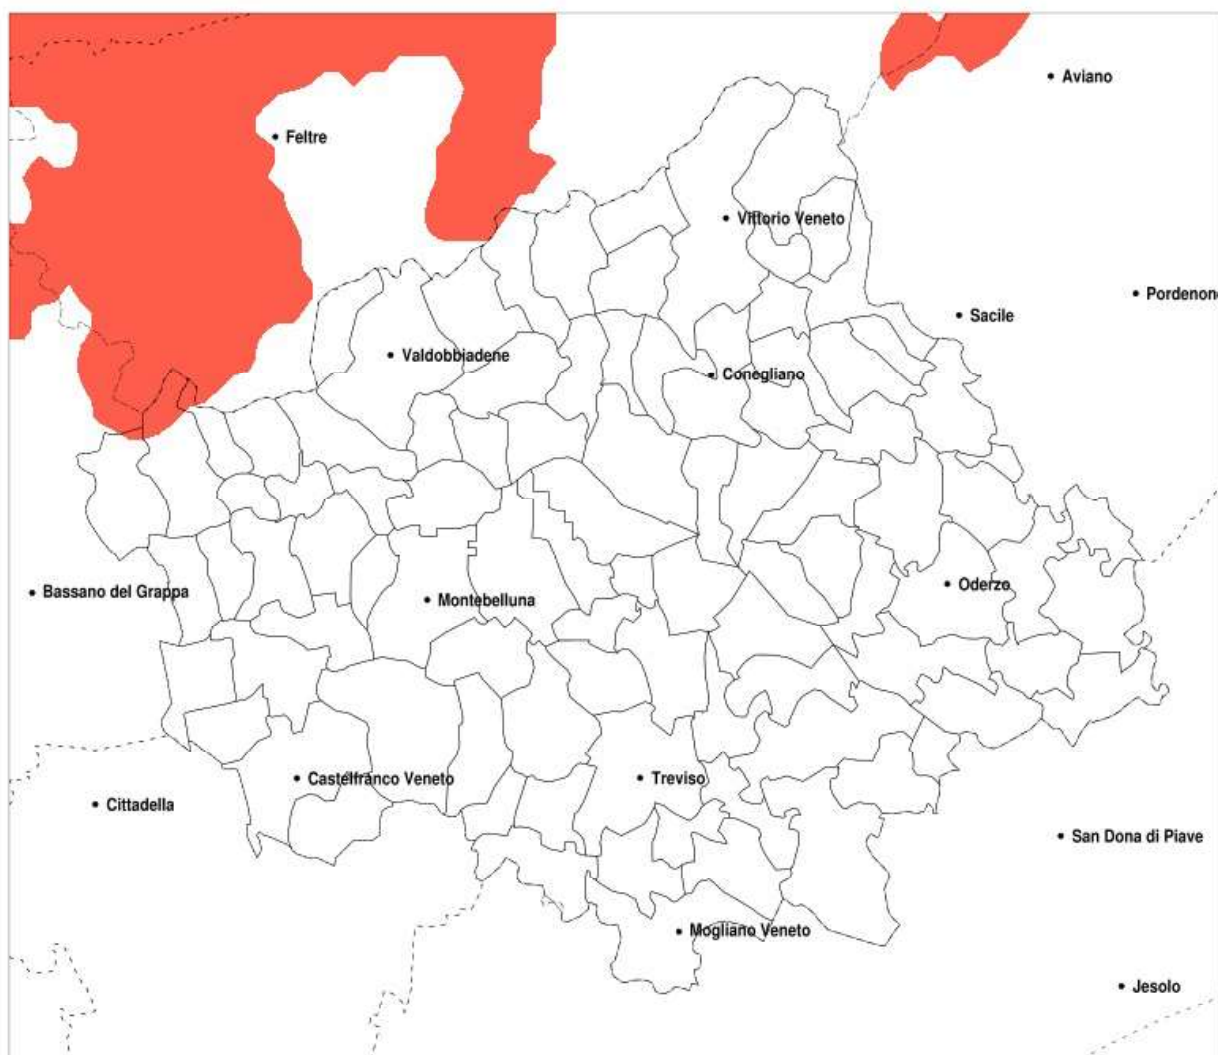 Aviano
Feltre
Vittorio Veneto
Pordenone
Sacile
Valdobbiadene
Conegliano
Bassano del Grappa
Oderzo
Montebelluna
Castelfranco Veneto
Treviso
Cittadella
San Dona di Piave
Mogliano Veneto
Jesolo